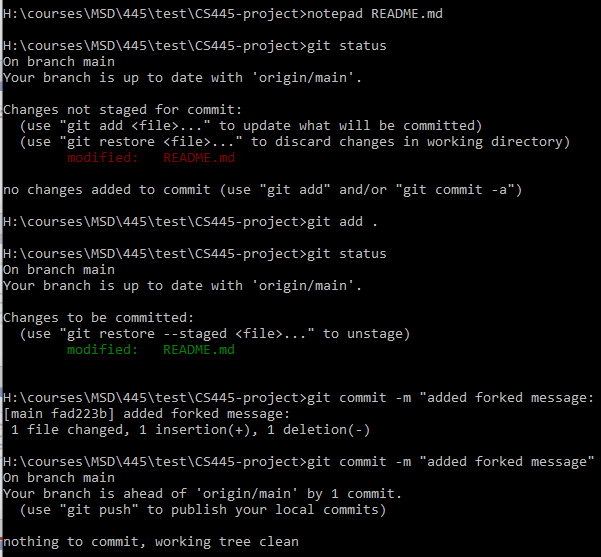 H:\courses\MSD\445\test\CS445-project>notepad README.md
H:\courses\MSD\445\test\CS445-project>git status
On branch main
Your branch is up to date with 'origin/main'.
Changes not staged for commit:
  (use "git add <file>..." to update what will be committed)
  (use "git restore <file>..." to discard changes in working directory)
        modified:   README.md
no changes added to commit (use "git add" and/or "git commit -a")
H:\courses\MSD\445\test\CS445-project>git add .
H:\courses\MSD\445\test\CS445-project>git status
On branch main
Your branch is up to date with 'origin/main'.
Changes to be committed:
  (use "git restore --staged <file>..." to unstage)
        modified:   README.md
H:\courses\MSD\445\test\CS445-project>git commit -m "added forked message:
[main fad223b] added forked message:
 1 file changed, 1 insertion(+), 1 deletion(-)
H:\courses\MSD\445\test\CS445-project>git commit -m "added forked message"
On branch main
Your branch is ahead of 'origin/main' by 1 commit.
  (use "git push" to publish your local commits)
nothing to commit, working tree clean